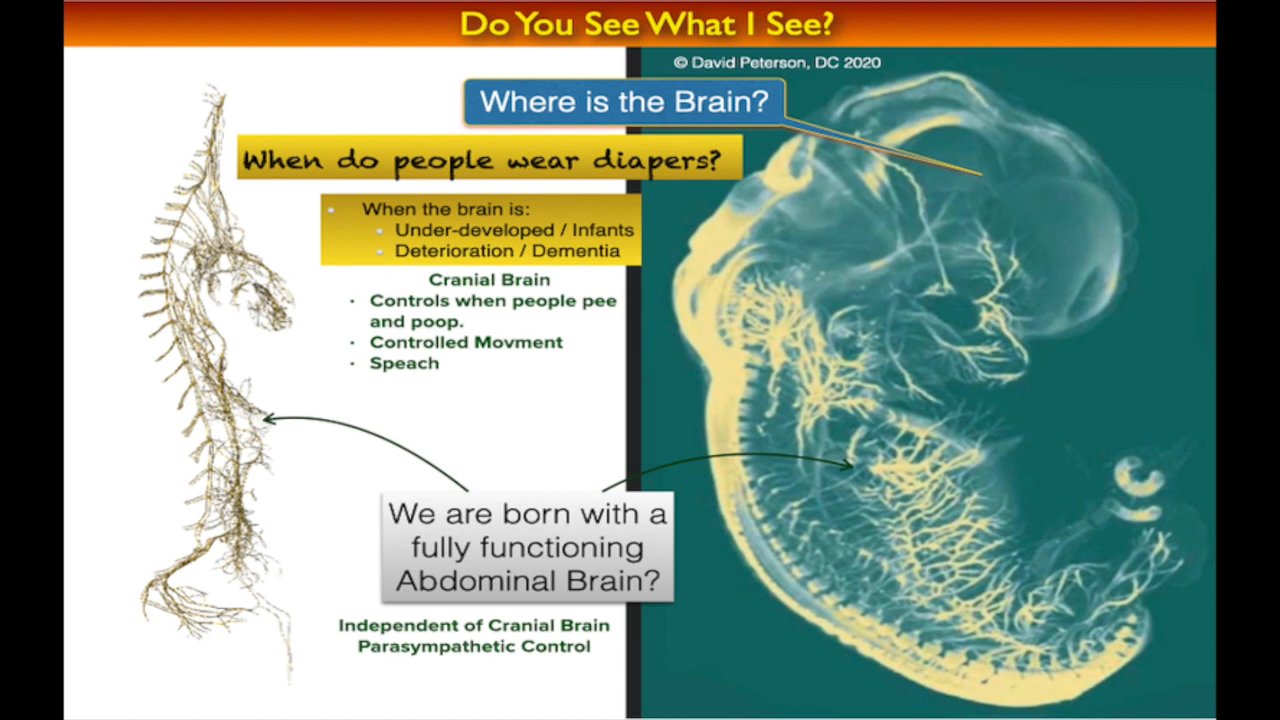 Do You See What I See?
© David Peterson, DC 2020
Where is the Brain?
When do people wear diapers?
• When the brain is:
• Under-developed / Infants
• Deterioration / Dementia
Cranial Brain
· Controls when people pee
and poop.
· Controlled Movment
· Speach
We are born with a
fully functioning
Abdominal Brain?
Independent of Cranial Brain
Parasympathetic Control